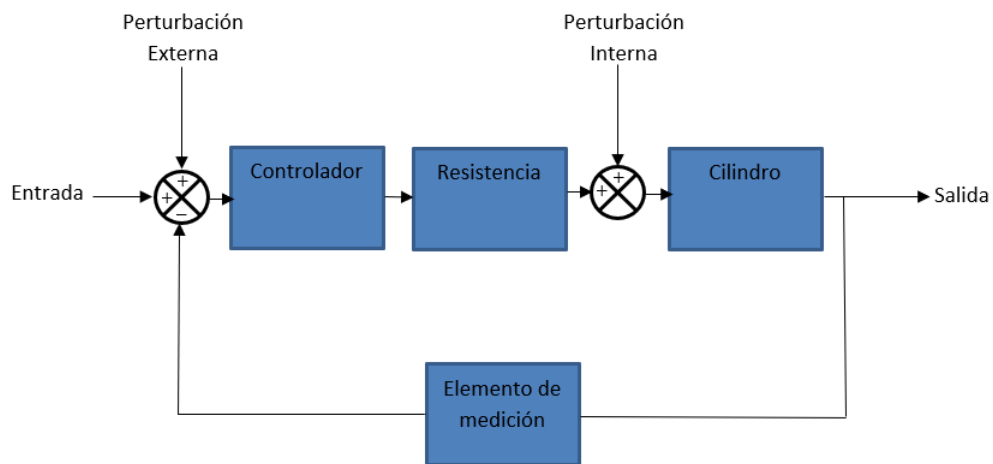 Perturbación
Externa
Perturbación
Interna
Entrada
+
+
−
Controlador
Resistencia
+
+
Cilindro
Salida
Elemento de
medición